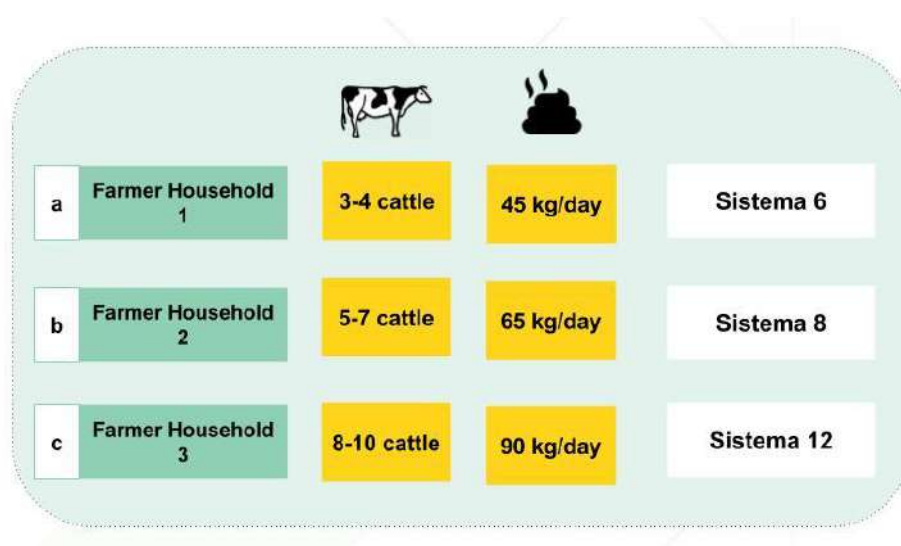 a
Farmer Household
1
3-4 cattle
45 kg/day
Sistema 6
b
Farmer Household
2
5-7 cattle
65 kg/day
Sistema 8
c
Farmer Household
3
8-10 cattle
90 kg/day
Sistema 12